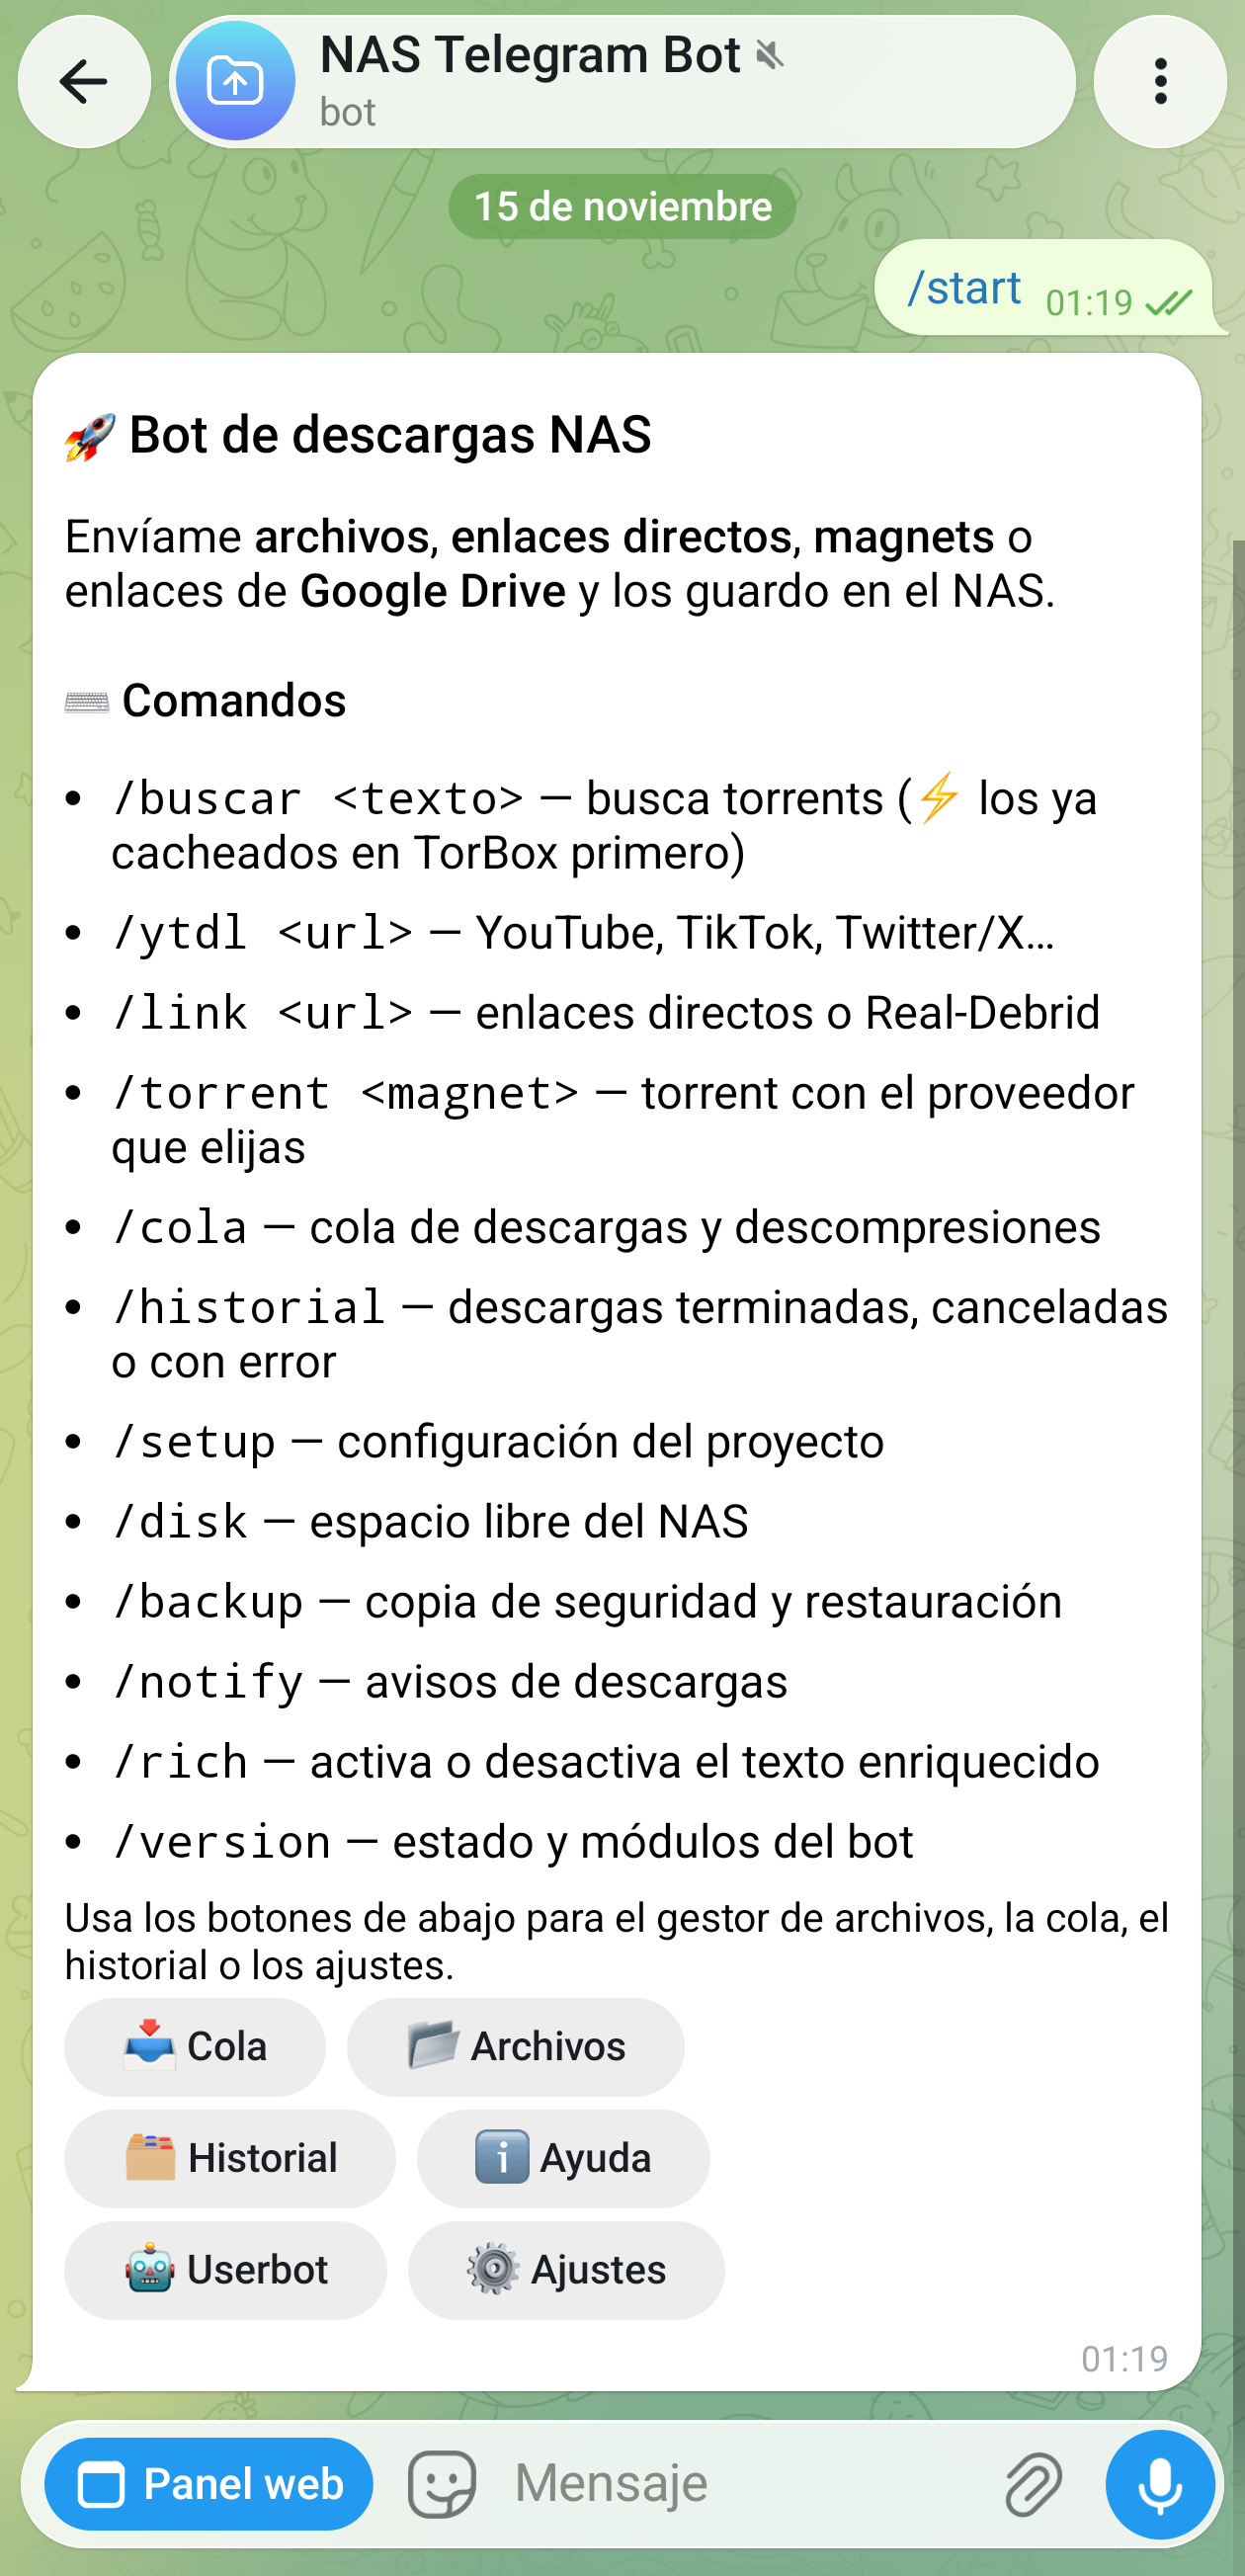 NAS Telegram Bot
bot
15 de noviembre
/start 01:19
🚀 Bot de descargas NAS
Envíame archivos, enlaces directos, magnets o
enlaces de Google Drive y los guardo en el NAS.
⌨️ Comandos
• /buscar <texto> — busca torrents (⚡ los ya
cacheados en TorBox primero)
• /ytdl <url> — YouTube, TikTok, Twitter/X...
• /link <url> — enlaces directos o Real-Debrid
• /torrent <magnet> — torrent con el proveedor
que elijas
• /cola — cola de descargas y descompresiones
• /historial — descargas terminadas, canceladas
o con error
• /setup — configuración del proyecto
• /disk — espacio libre del NAS
• /backup — copia de seguridad y restauración
• /notify — avisos de descargas
• /rich — activa o desactiva el texto enriquecido
• /version — estado y módulos del bot
Usa los botones de abajo para el gestor de archivos, la cola, el
historial o los ajustes.
📥 Cola 📁 Archivos
🗂️ Historial ℹ️ Ayuda
🤖 Userbot ⚙️ Ajustes
01:19
Panel web Mensaje